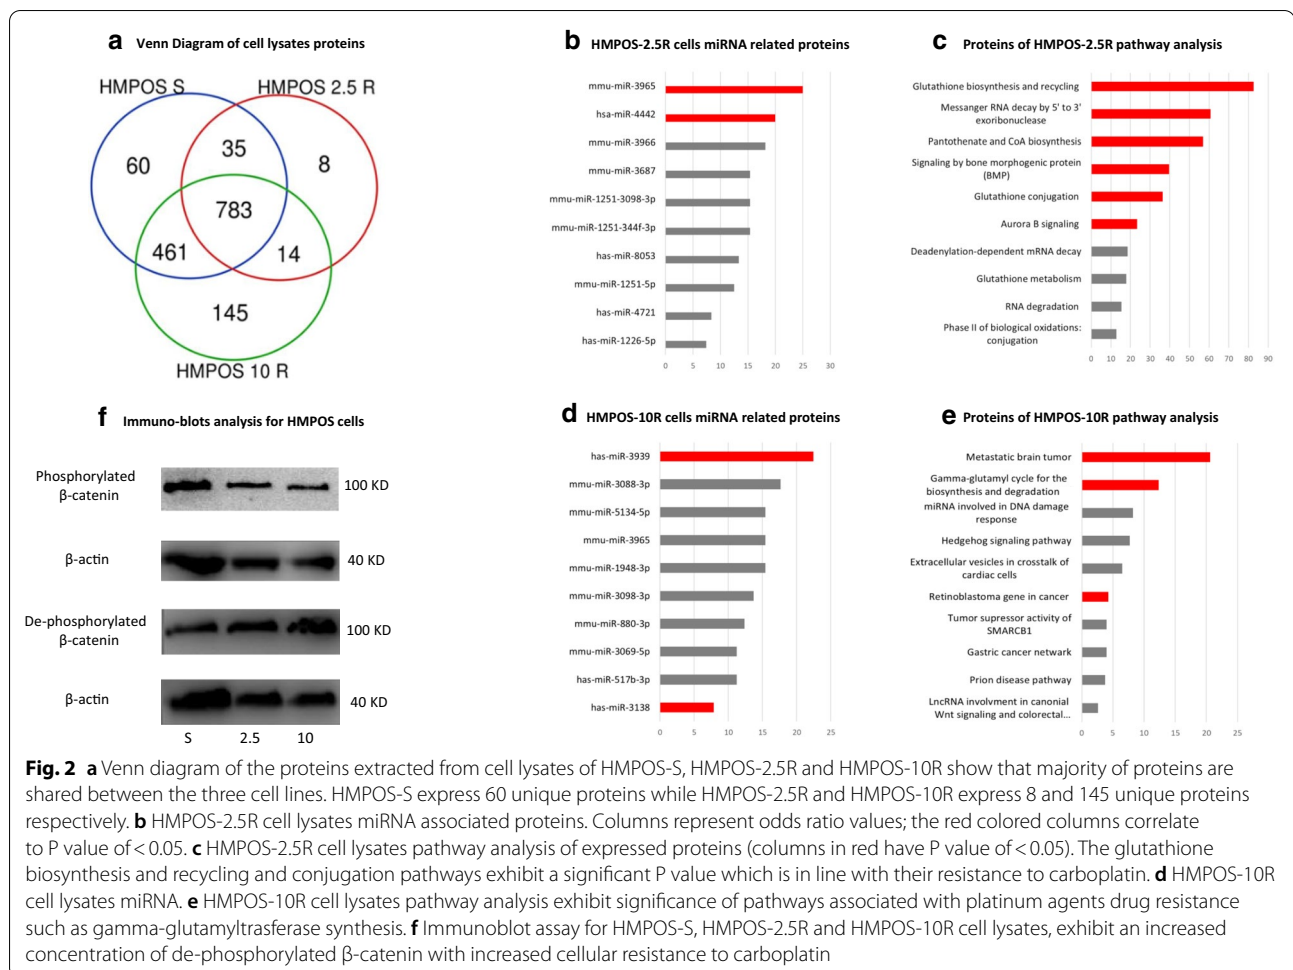 a Venn Diagram of cell lysates proteins
HMPOS S
HMPOS 2.5 R
60
35
8
783
461
14
145
HMPOS 10 R
b HMPOS-2.5R cells miRNA related proteins
mmu-miR-3965
hsa-miR-4442
mmu-miR-3966
mmu-miR-3687
mmu-miR-1251-3098-3p
mmu-miR-1251-344f-3p
has-miR-8053
mmu-miR-1251-5p
has-miR-4721
has-miR-1226-5p
0 5 10 15 20 25 30
c Proteins of HMPOS-2.5R pathway analysis
Glutathione biosynthesis and recycling
Messanger RNA decay by 5' to 3'
exoribonuclease
Pantothenate and CoA biosynthesis
Signaling by bone morphogenic protein
(BMP)
Glutathione conjugation
Aurora B signaling
Deadenylation-dependent mRNA decay
Glutathione metabolism
RNA degradation
Phase II of biological oxidations:
conjugation
0 10 20 30 40 50 60 70 80 90
f Immuno-blots analysis for HMPOS cells
Phosphorylated
β-catenin
100 KD
β-actin
40 KD
De-phosphorylated
β-catenin
100 KD
β-actin
40 KD
S 2.5 10
d HMPOS-10R cells miRNA related proteins
has-miR-3939
mmu-miR-3088-3p
mmu-miR-5134-5p
mmu-miR-3965
mmu-miR-1948-3p
mmu-miR-3098-3p
mmu-miR-880-3p
mmu-miR-3069-5p
has-miR-517b-3p
has-miR-3138
0 5 10 15 20 25
e Proteins of HMPOS-10R pathway analysis
Metastatic brain tumor
Gamma-glutamyl cycle for the
biosynthesis and degradation
miRNA involved in DNA damage
response
Hedgehog signaling pathway
Extracellular vesicles in crosstalk of
cardiac cells
Retinoblastoma gene in cancer
Tumor supressor activity of
SMARCB1
Gastric cancer network
Prion disease pathway
LncRNA involvment in canonial
Wnt signaling and colorectal...
0 5 10 15 20 25
Fig. 2 a Venn diagram of the proteins extracted from cell lysates of HMPOS-S, HMPOS-2.5R and HMPOS-10R show that majority of proteins are
shared between the three cell lines. HMPOS-S express 60 unique proteins while HMPOS-2.5R and HMPOS-10R express 8 and 145 unique proteins
respectively. b HMPOS-2.5R cell lysates miRNA associated proteins. Columns represent odds ratio values; the red colored columns correlate
to P value of < 0.05. c HMPOS-2.5R cell lysates pathway analysis of expressed proteins (columns in red have P value of < 0.05). The glutathione
biosynthesis and recycling and conjugation pathways exhibit a significant P value which is in line with their resistance to carboplatin. d HMPOS-10R
cell lysates miRNA. e HMPOS-10R cell lysates pathway analysis exhibit significance of pathways associated with platinum agents drug resistance
such as gamma-glutamyltrasferase synthesis. f Immunoblot assay for HMPOS-S, HMPOS-2.5R and HMPOS-10R cell lysates, exhibit an increased
concentration of de-phosphorylated β-catenin with increased cellular resistance to carboplatin